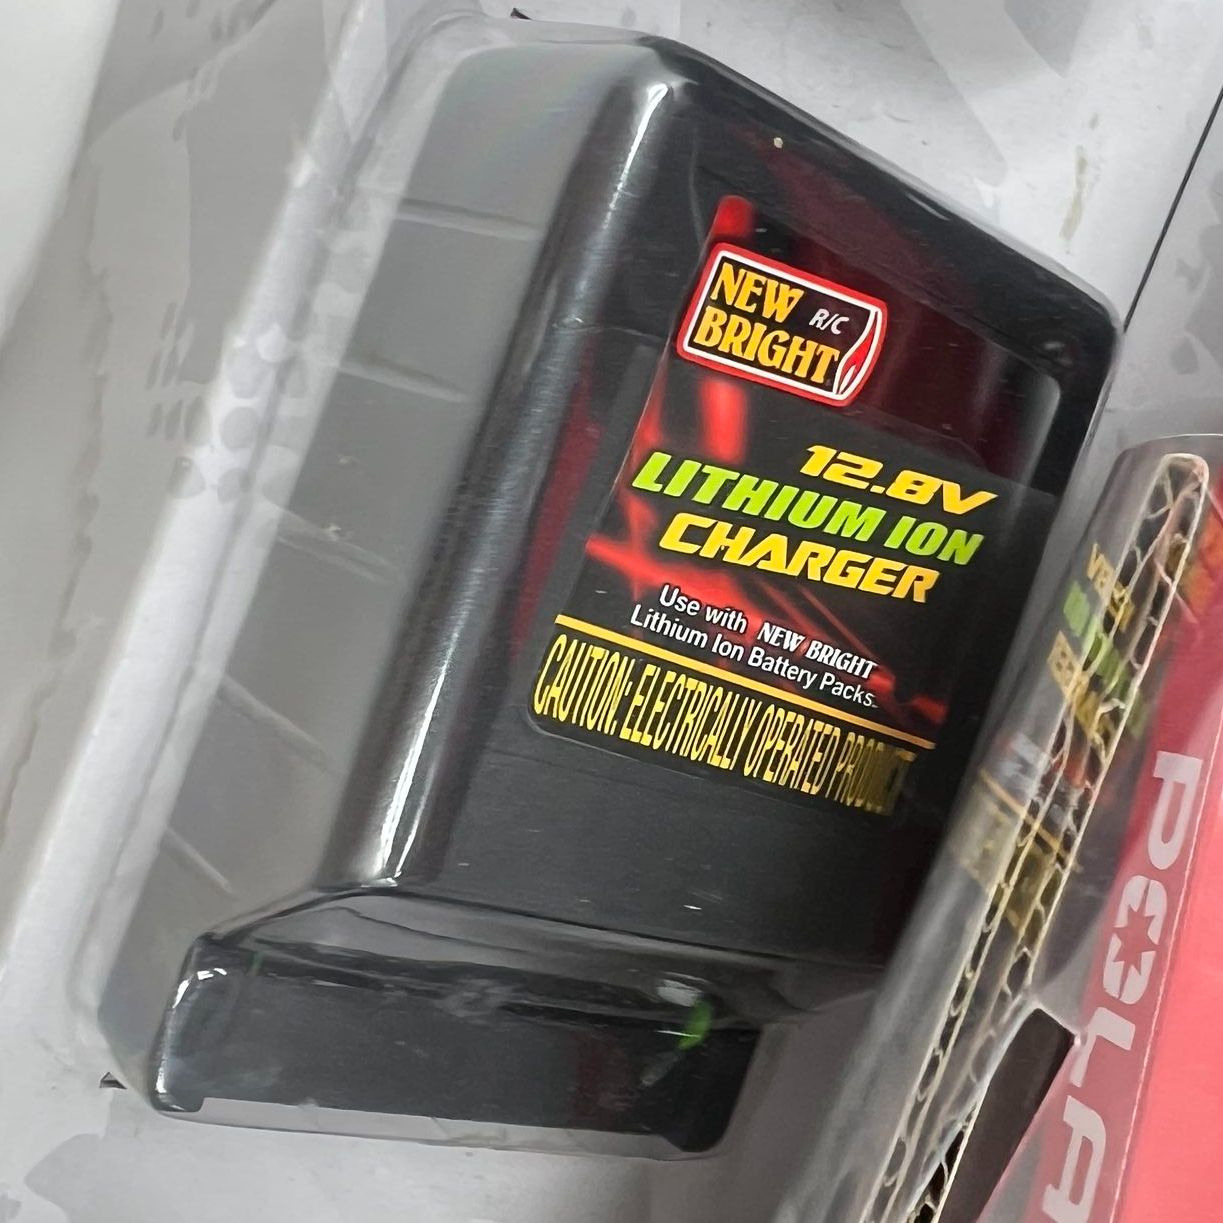 NEW
BRIGHT R/C
12.8V
LITHIUM ION
CHARGER
Use with NEW BRIGHT
Lithium Ion Battery Packs.
CAUTION: ELECTRICALLY OPERATED PRODUCT
POLA